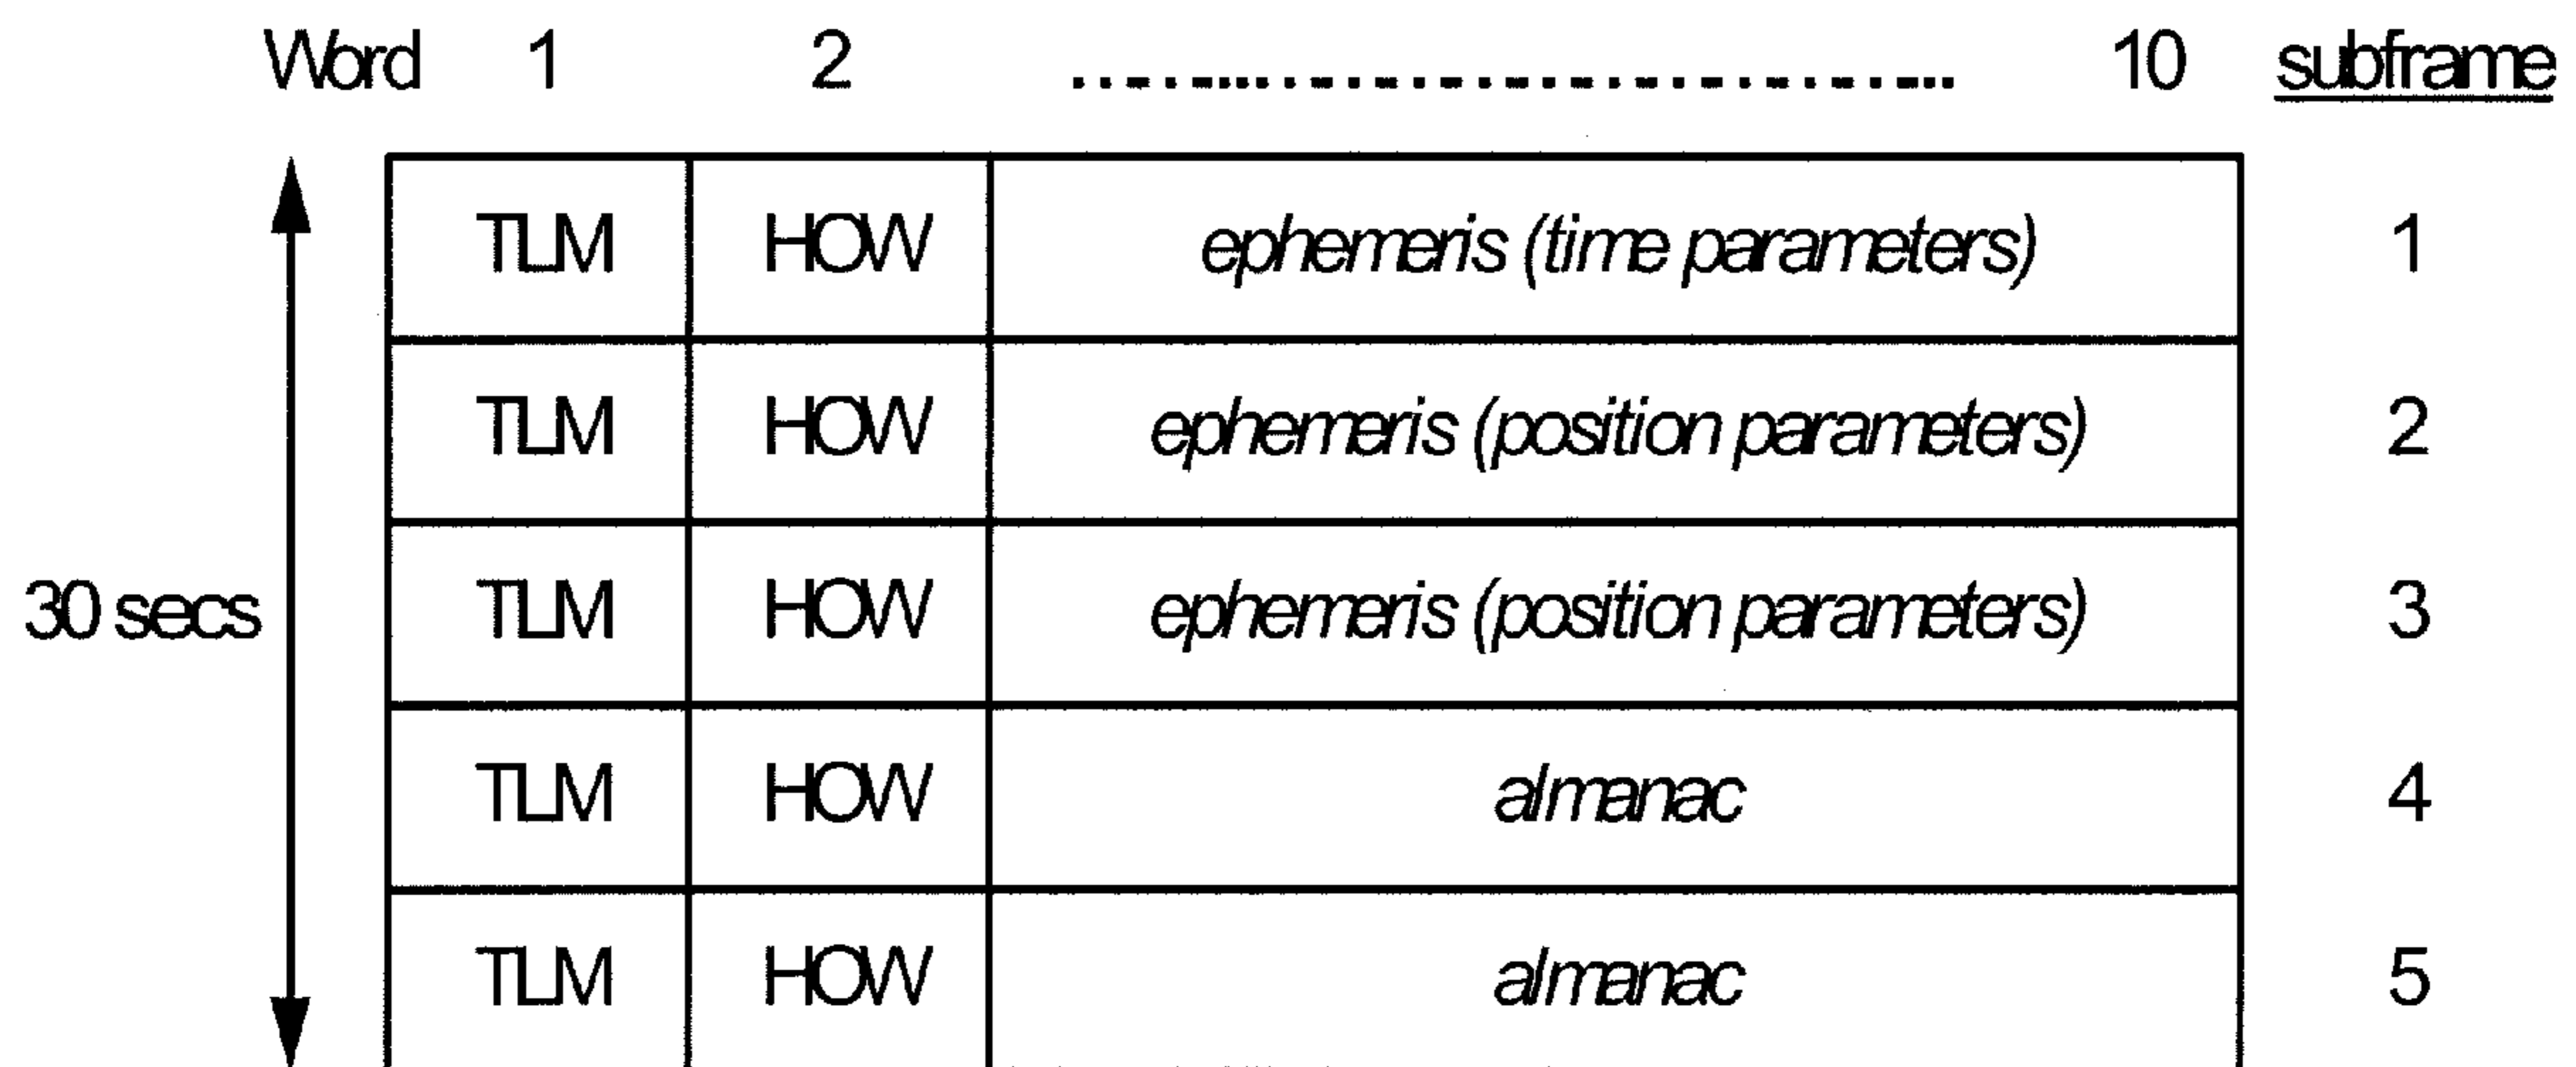 Word 1 2 ............................. 10 subframe
TLM HOW ephemeris (time parameters) 1
TLM HOW ephemeris (position parameters) 2
30 secs TLM HOW ephemeris (position parameters) 3
TLM HOW almanac 4
TLM HOW almanac 5